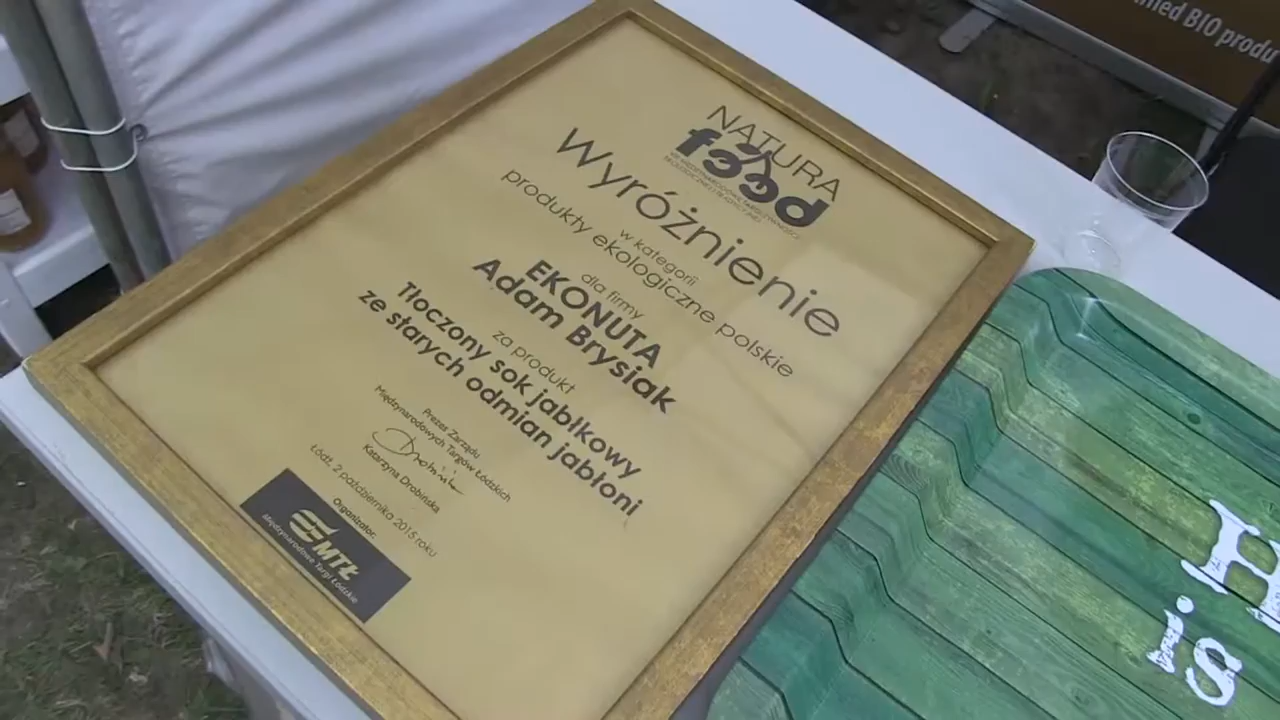 NATURA
food
Wyróżnienie
w kategorii
produkty ekologiczne polskie
dla firmy
EKONUTA
Adam Brysiak
za produkt
Tłoczony sok jabłkowy
ze starych odmian jabłoni
Prezes Zarządu
Międzynarodowych Targów Łódzkich
Katarzyna Drobińska
Łódź, 2 października 2015 roku
Organizator:
MTŁ
Międzynarodowe Targi Łódzkie
BIO produ